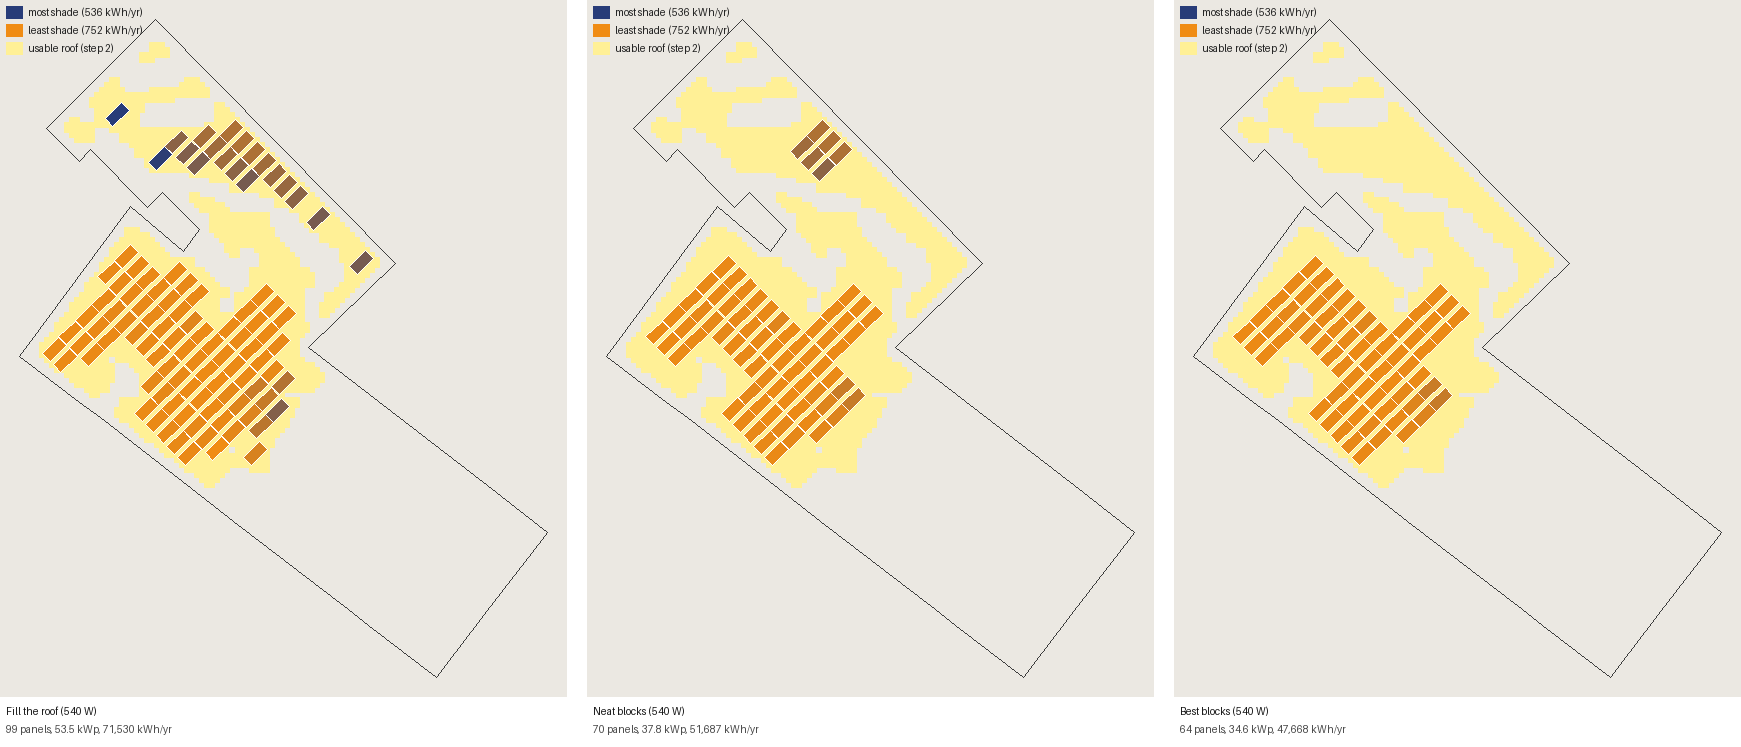 most shade (536 kWh/yr)
least shade (752 kWh/yr)
usable roof (step 2)
Fill the roof (540 W)
99 panels, 53.5 kWp, 71,530 kWh/yr
most shade (536 kWh/yr)
least shade (752 kWh/yr)
usable roof (step 2)
Neat blocks (540 W)
70 panels, 37.8 kWp, 51,687 kWh/yr
most shade (536 kWh/yr)
least shade (752 kWh/yr)
usable roof (step 2)
Best blocks (540 W)
64 panels, 34.6 kWp, 47,668 kWh/yr